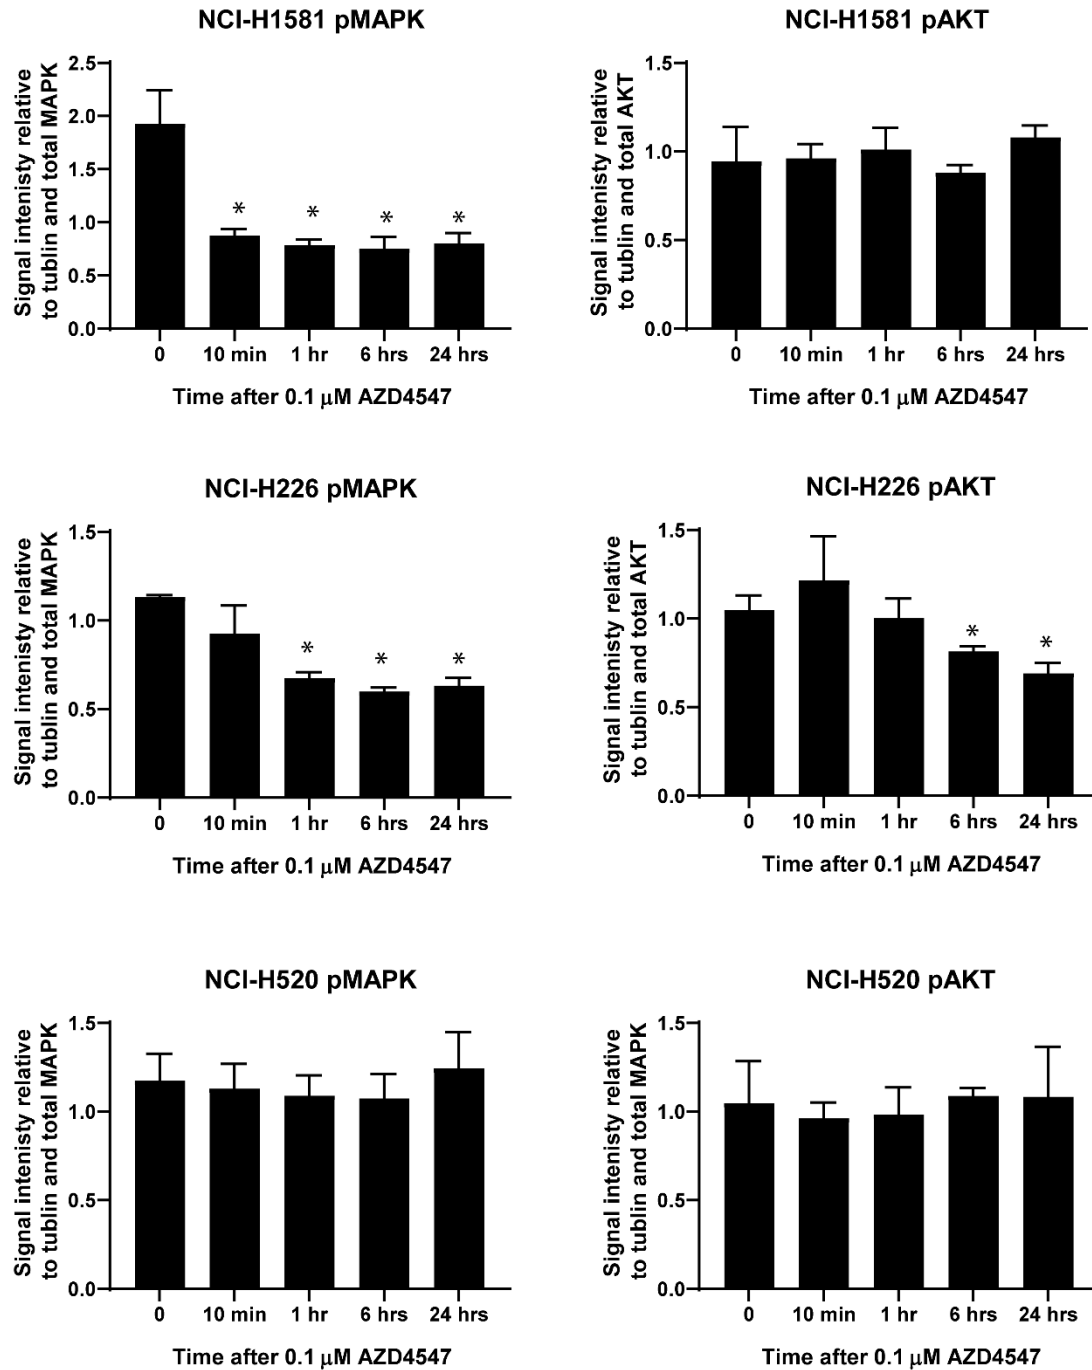 NCI-H1581 pMAPK
Signal intenisty relative
to tublin and total MAPK
2.5
2.0
1.5
1.0
0.5
0.0
*
*
*
*
0 10 min 1 hr 6 hrs 24 hrs
Time after 0.1 μM AZD4547
NCI-H1581 pAKT
Signal intenisty relative
to tublin and total AKT
1.5
1.0
0.5
0.0
0 10 min 1 hr 6 hrs 24 hrs
Time after 0.1 μM AZD4547
NCI-H226 pMAPK
Signal intenisty relative
to tublin and total MAPK
1.5
1.0
0.5
0.0
*
*
*
0 10 min 1 hr 6 hrs 24 hrs
Time after 0.1 μM AZD4547
NCI-H226 pAKT
Signal intenisty relative
to tublin and total AKT
1.5
1.0
0.5
0.0
*
*
0 10 min 1 hr 6 hrs 24 hrs
Time after 0.1 μM AZD4547
NCI-H520 pMAPK
Signal intenisty relative
to tublin and total MAPK
1.5
1.0
0.5
0.0
0 10 min 1 hr 6 hrs 24 hrs
Time after 0.1 μM AZD4547
NCI-H520 pAKT
Signal intenisty relative
to tublin and total MAPK
1.5
1.0
0.5
0.0
0 10 min 1 hr 6 hrs 24 hrs
Time after 0.1 μM AZD4547